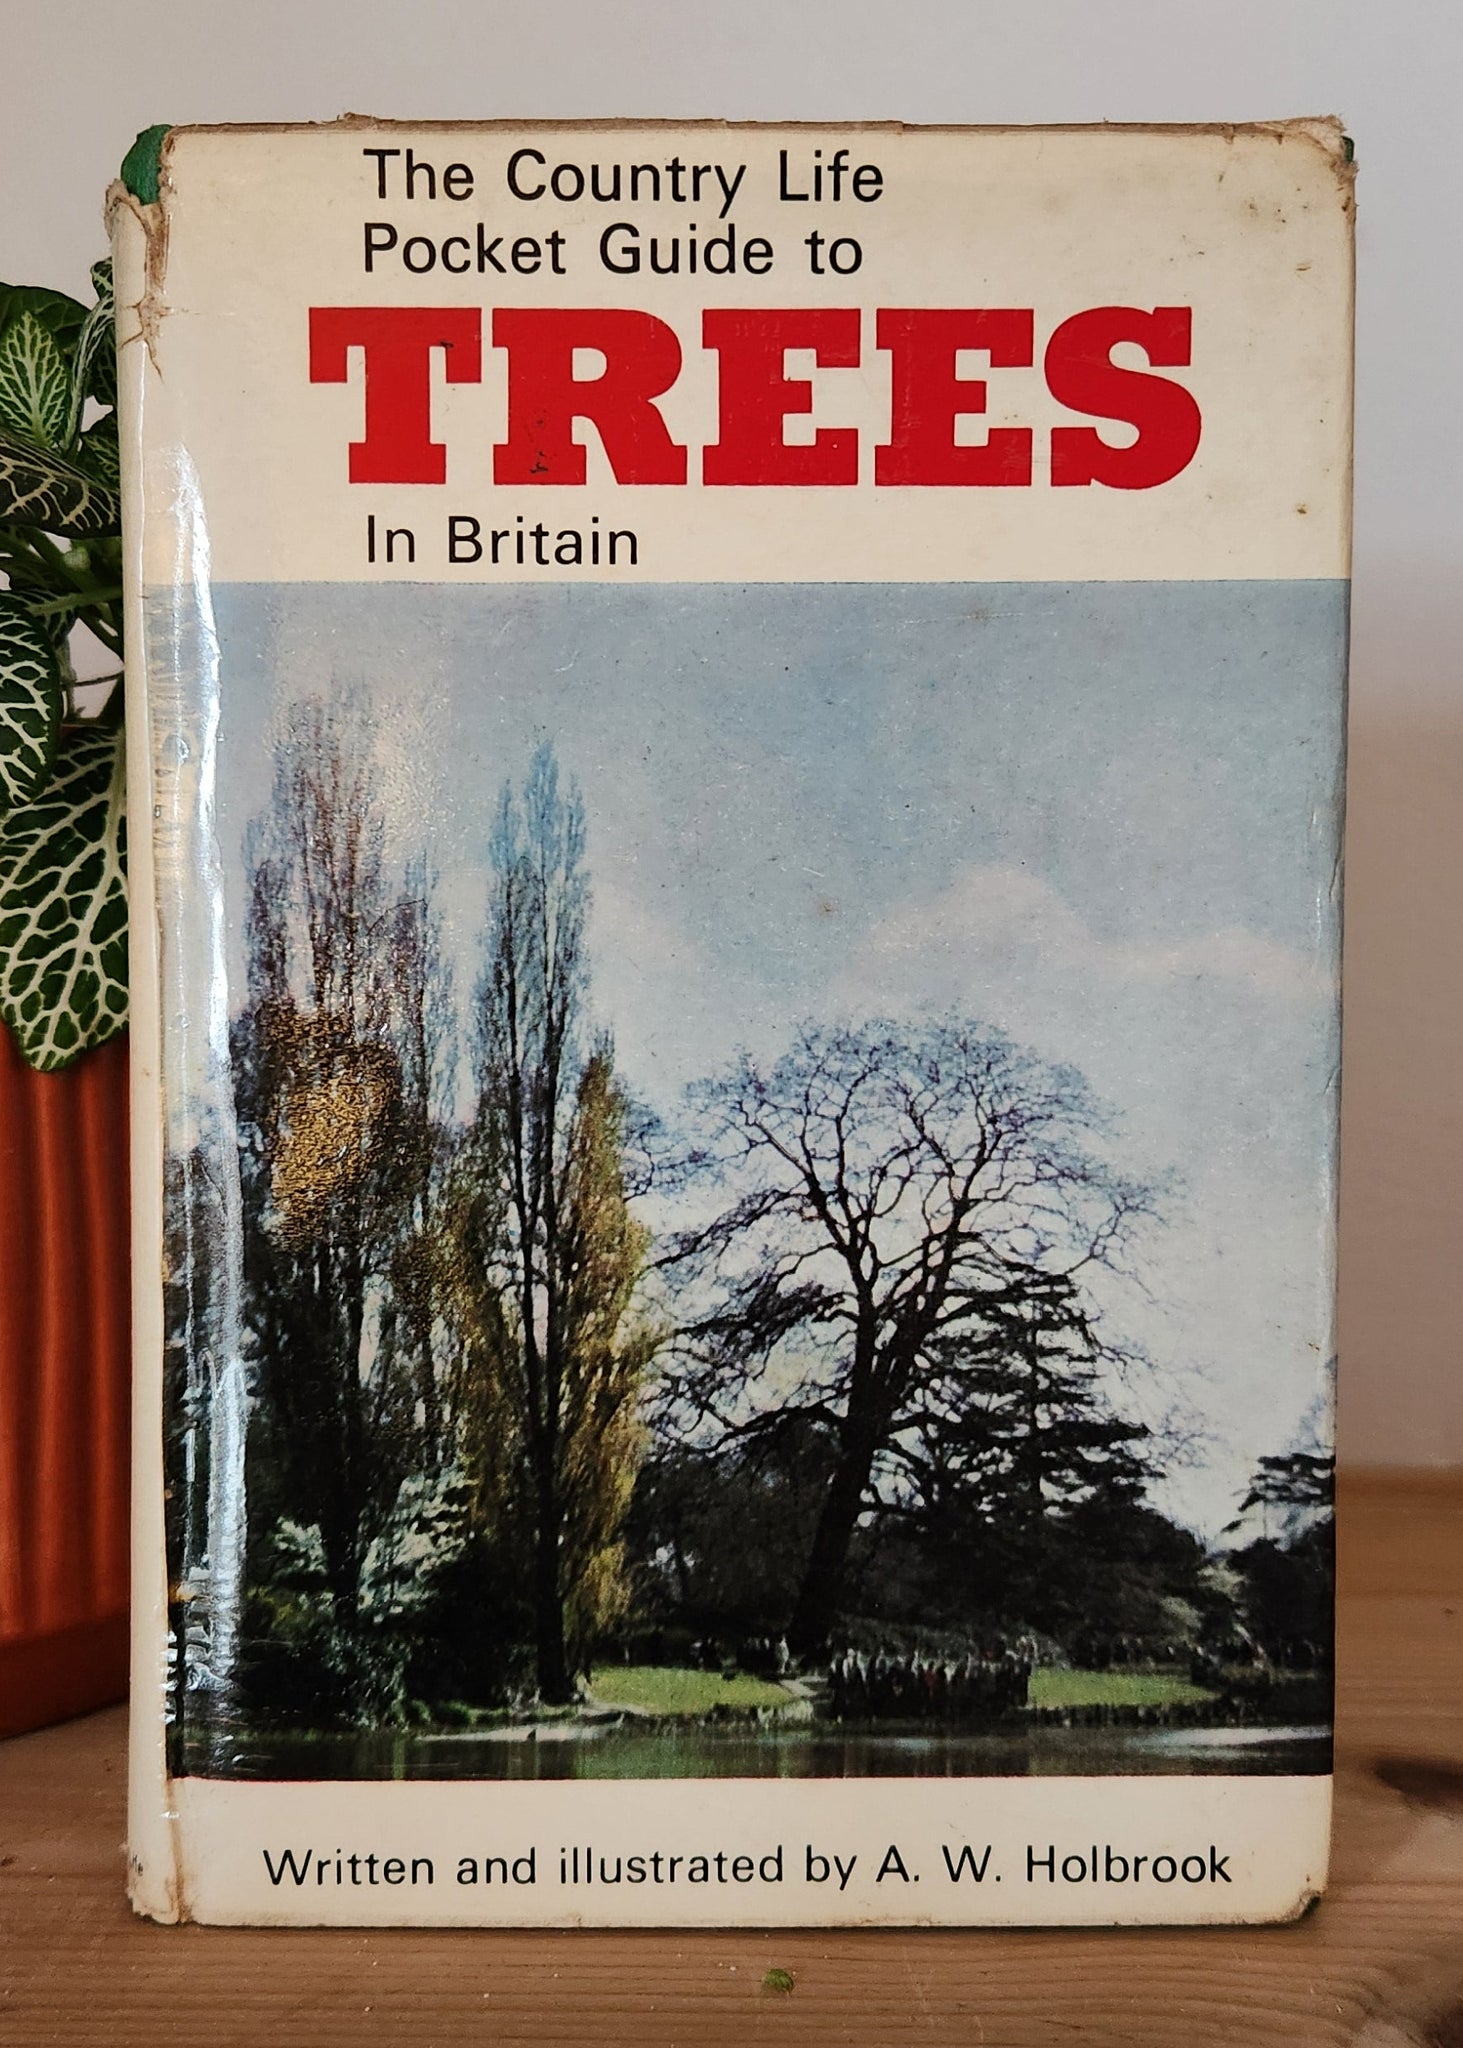 The Country Life
Pocket Guide to
TREES
In Britain
Written and illustrated by A. W. Holbrook